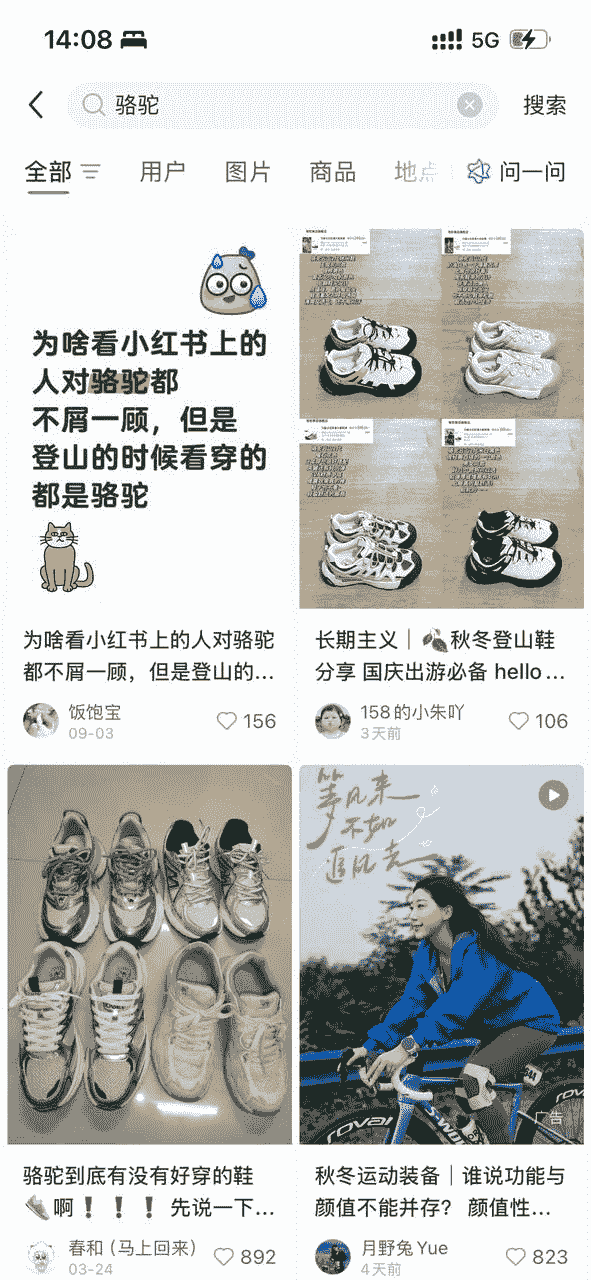 14:08
5G
骆驼
搜索
全部
用户
图片
商品
地点
问一问
为啥看小红书上的
人对骆驼都
不屑一顾，但是
登山的时候看穿的
都是骆驼
为啥看小红书上的人对骆驼
都不屑一顾，但是登山的...
饭饱宝
09-03
156
长期主义｜秋冬登山鞋
分享 国庆出游必备 hello...
158的小朱吖
3天前
106
等风来
不如
追风去
roval
S-WO
roval
广告
骆驼到底有没有好穿的鞋
啊❗❗❗ 先说一下...
春和（马上回来）
03-24
892
秋冬运动装备｜谁说功能与
颜值不能并存？ 颜值性...
月野兔Yue
4天前
823